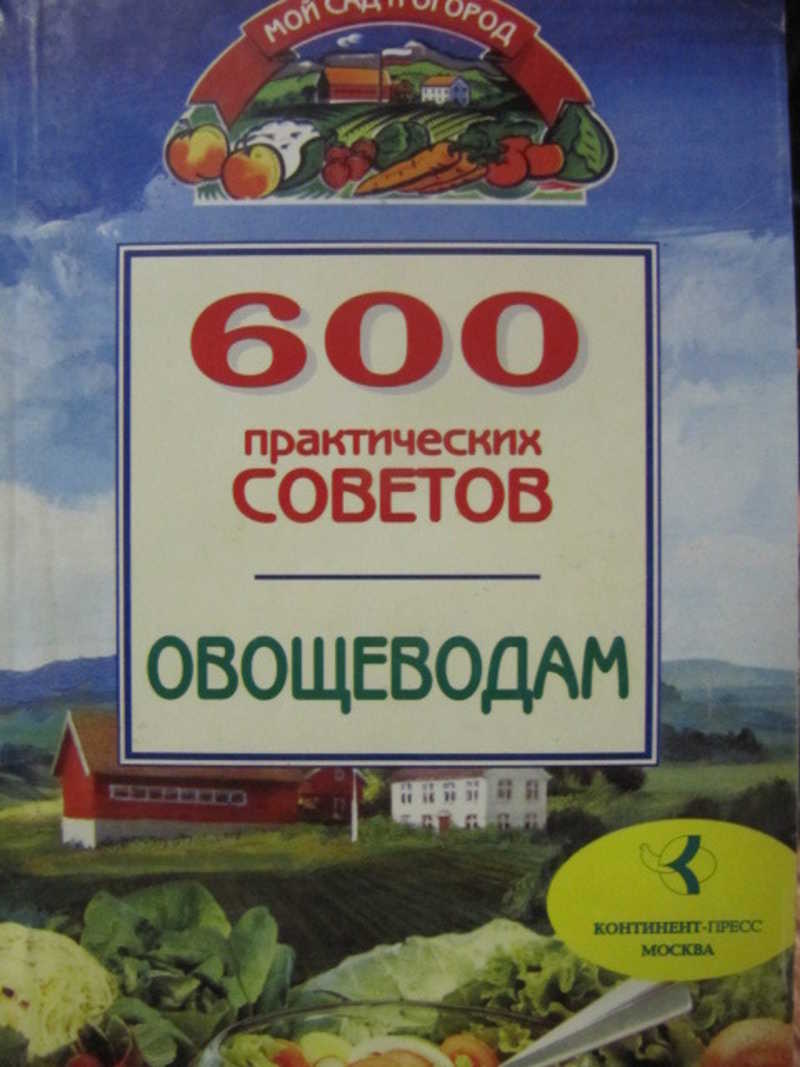 МОЙ САД И ОГОРОД
600
практических
СОВЕТОВ
ОВОЩЕВОДАМ
КОНТИНЕНТ-ПРЕСС
МОСКВА